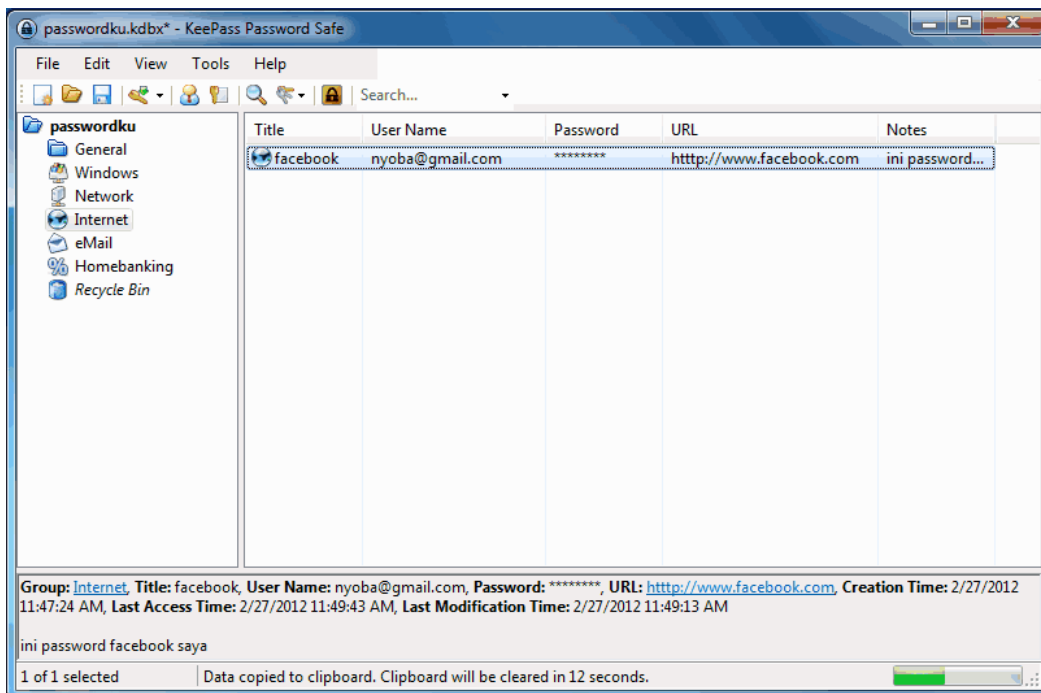 passwordku.kdbx* - KeePass Password Safe
File Edit View Tools Help
Search...
passwordku
General
Windows
Network
Internet
eMail
Homebanking
Recycle Bin
Title User Name Password URL Notes
facebook nyoba@gmail.com ******** htttp://www.facebook.com ini password...
Group: Internet, Title: facebook, User Name: nyoba@gmail.com, Password: ********, URL: htttp://www.facebook.com, Creation Time: 2/27/2012
11:47:24 AM, Last Access Time: 2/27/2012 11:49:43 AM, Last Modification Time: 2/27/2012 11:49:13 AM
ini password facebook saya
1 of 1 selected Data copied to clipboard. Clipboard will be cleared in 12 seconds.